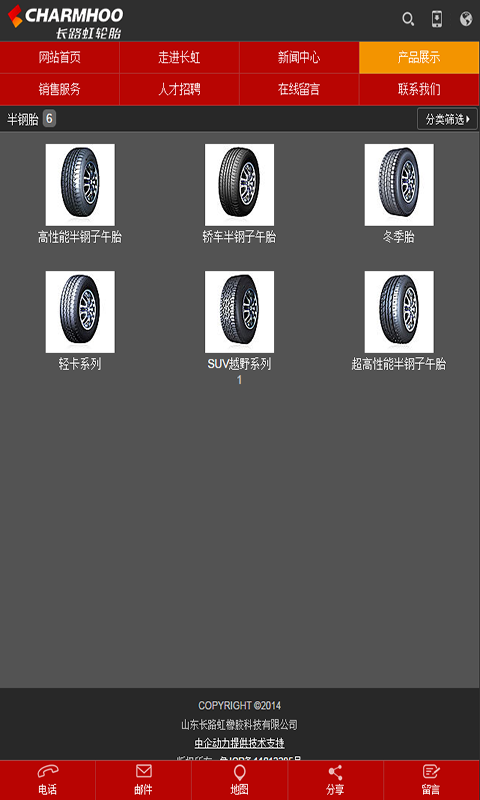 CHARMHOO
长路虹轮胎
网站首页 走进长虹 新闻中心 产品展示
销售服务 人才招聘 在线留言 联系我们
半钢胎 6 分类筛选
高性能半钢子午胎 轿车半钢子午胎 冬季胎
轻卡系列 SUV越野系列 超高性能半钢子午胎
1
COPYRIGHT ©2014
山东长路虹橡胶科技有限公司
中企动力提供技术支持
电话 邮件 地图 分享 留言